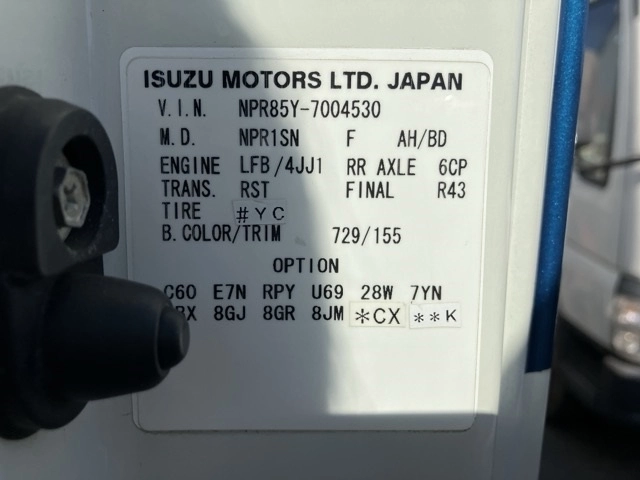 ISUZU MOTORS LTD. JAPAN
V.I.N. NPR85Y-7004530
M.D. NPR1SN F AH/BD
ENGINE LFB/4JJ1 RR AXLE 6CP
TRANS. RST FINAL R43
TIRE #YC
B.COLOR/TRIM 729/155
OPTION
C60 E7N RPY U69 28W 7YN
8GJ 8GR 8JM *CX **K